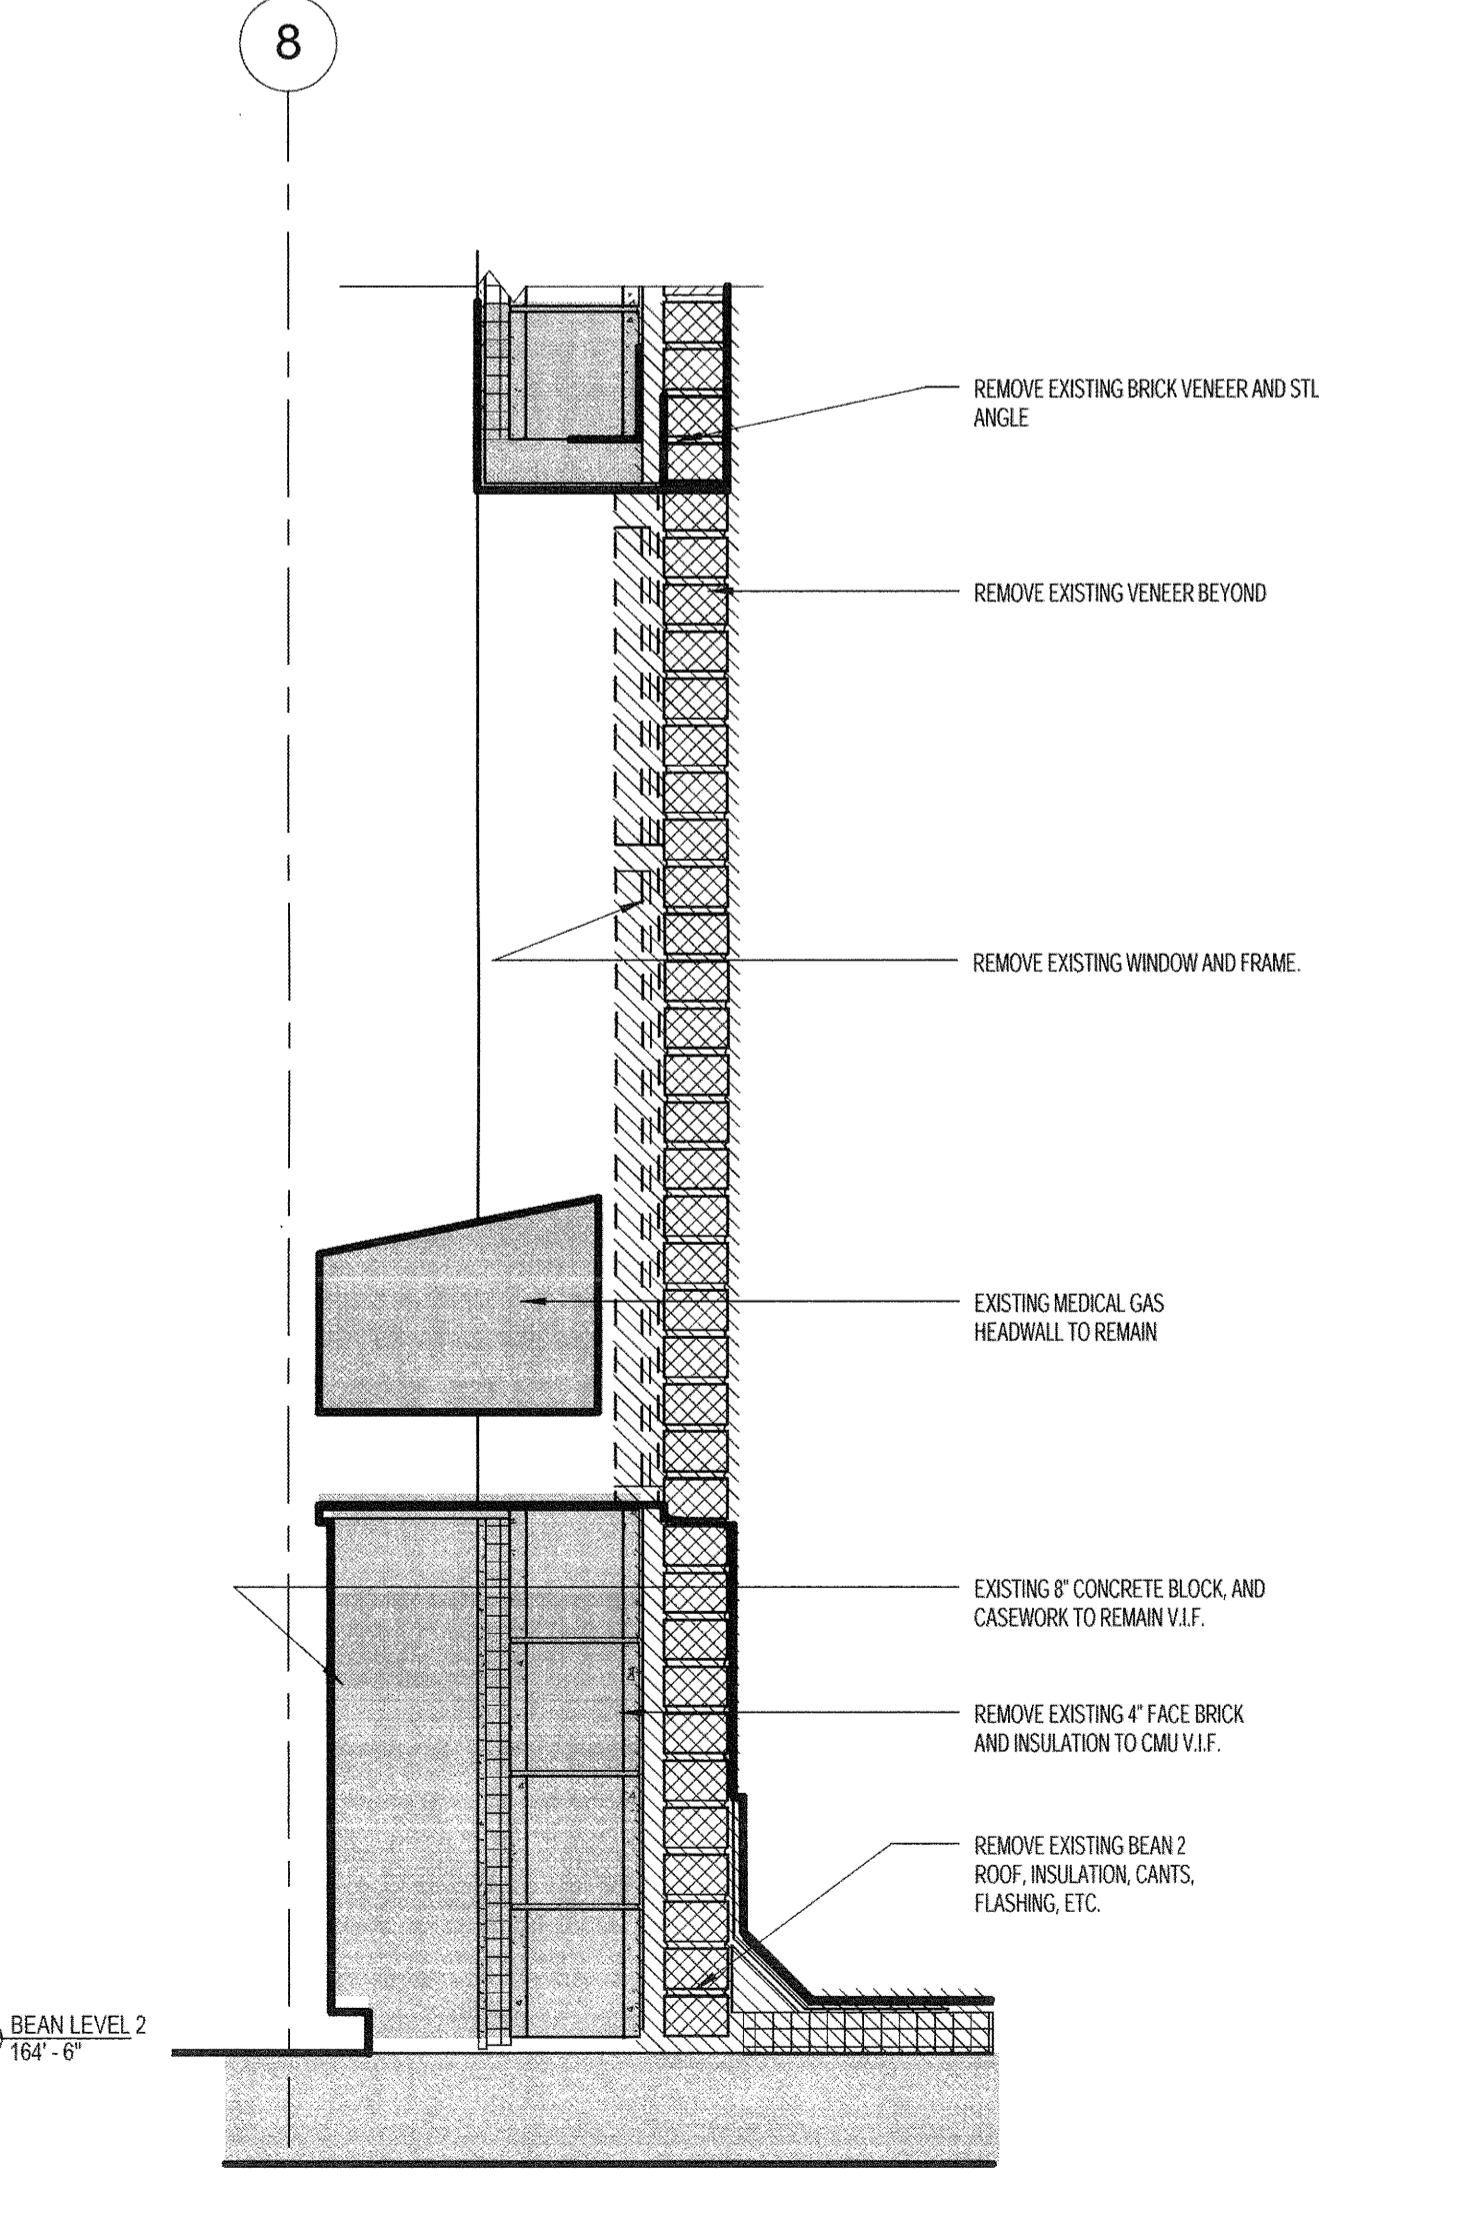 8
REMOVE EXISTING BRICK VENEER AND STL
ANGLE
REMOVE EXISTING VENEER BEYOND
REMOVE EXISTING WINDOW AND FRAME.
EXISTING MEDICAL GAS
HEADWALL TO REMAIN
EXISTING 8" CONCRETE BLOCK, AND
CASEWORK TO REMAIN V.I.F.
REMOVE EXISTING 4" FACE BRICK
AND INSULATION TO CMU V.I.F.
REMOVE EXISTING BEAN 2
ROOF, INSULATION, CANTS,
FLASHING, ETC.
BEAN LEVEL 2
164' - 6"